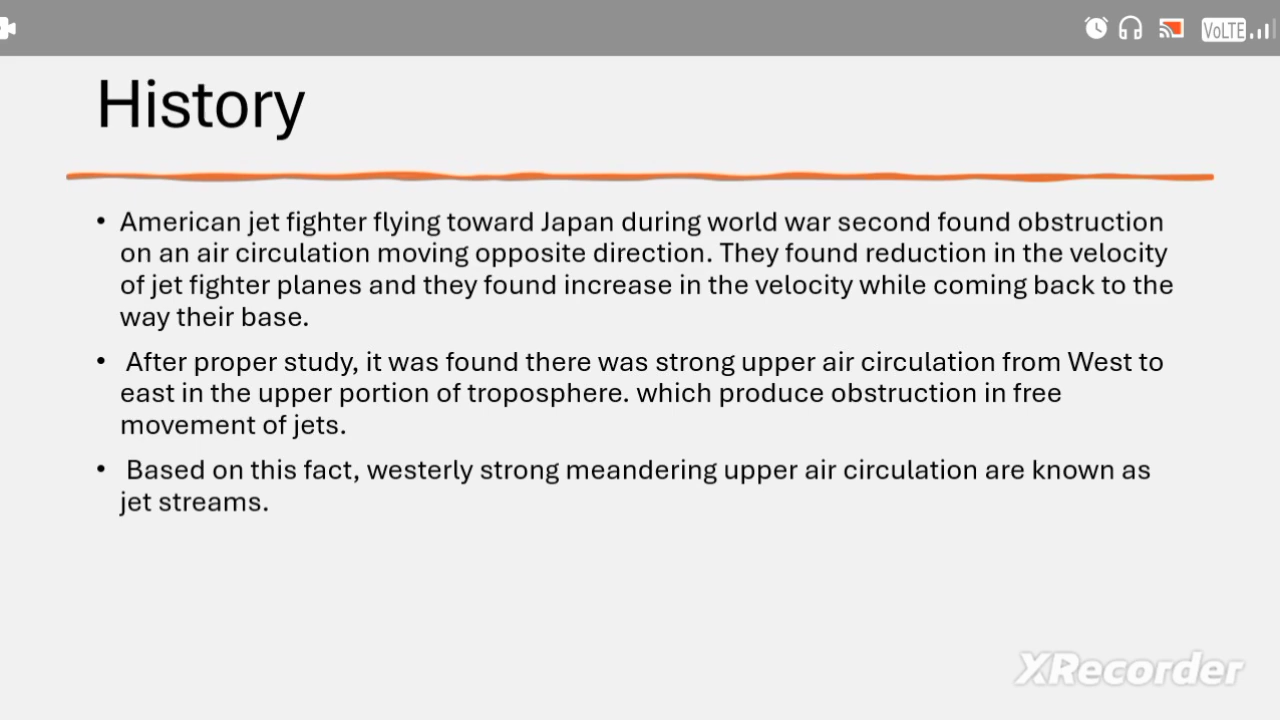 VoLTE
History
• American jet fighter flying toward Japan during world war second found obstruction
on an air circulation moving opposite direction. They found reduction in the velocity
of jet fighter planes and they found increase in the velocity while coming back to the
way their base.
• After proper study, it was found there was strong upper air circulation from West to
east in the upper portion of troposphere. which produce obstruction in free
movement of jets.
• Based on this fact, westerly strong meandering upper air circulation are known as
jet streams.
XRecorder